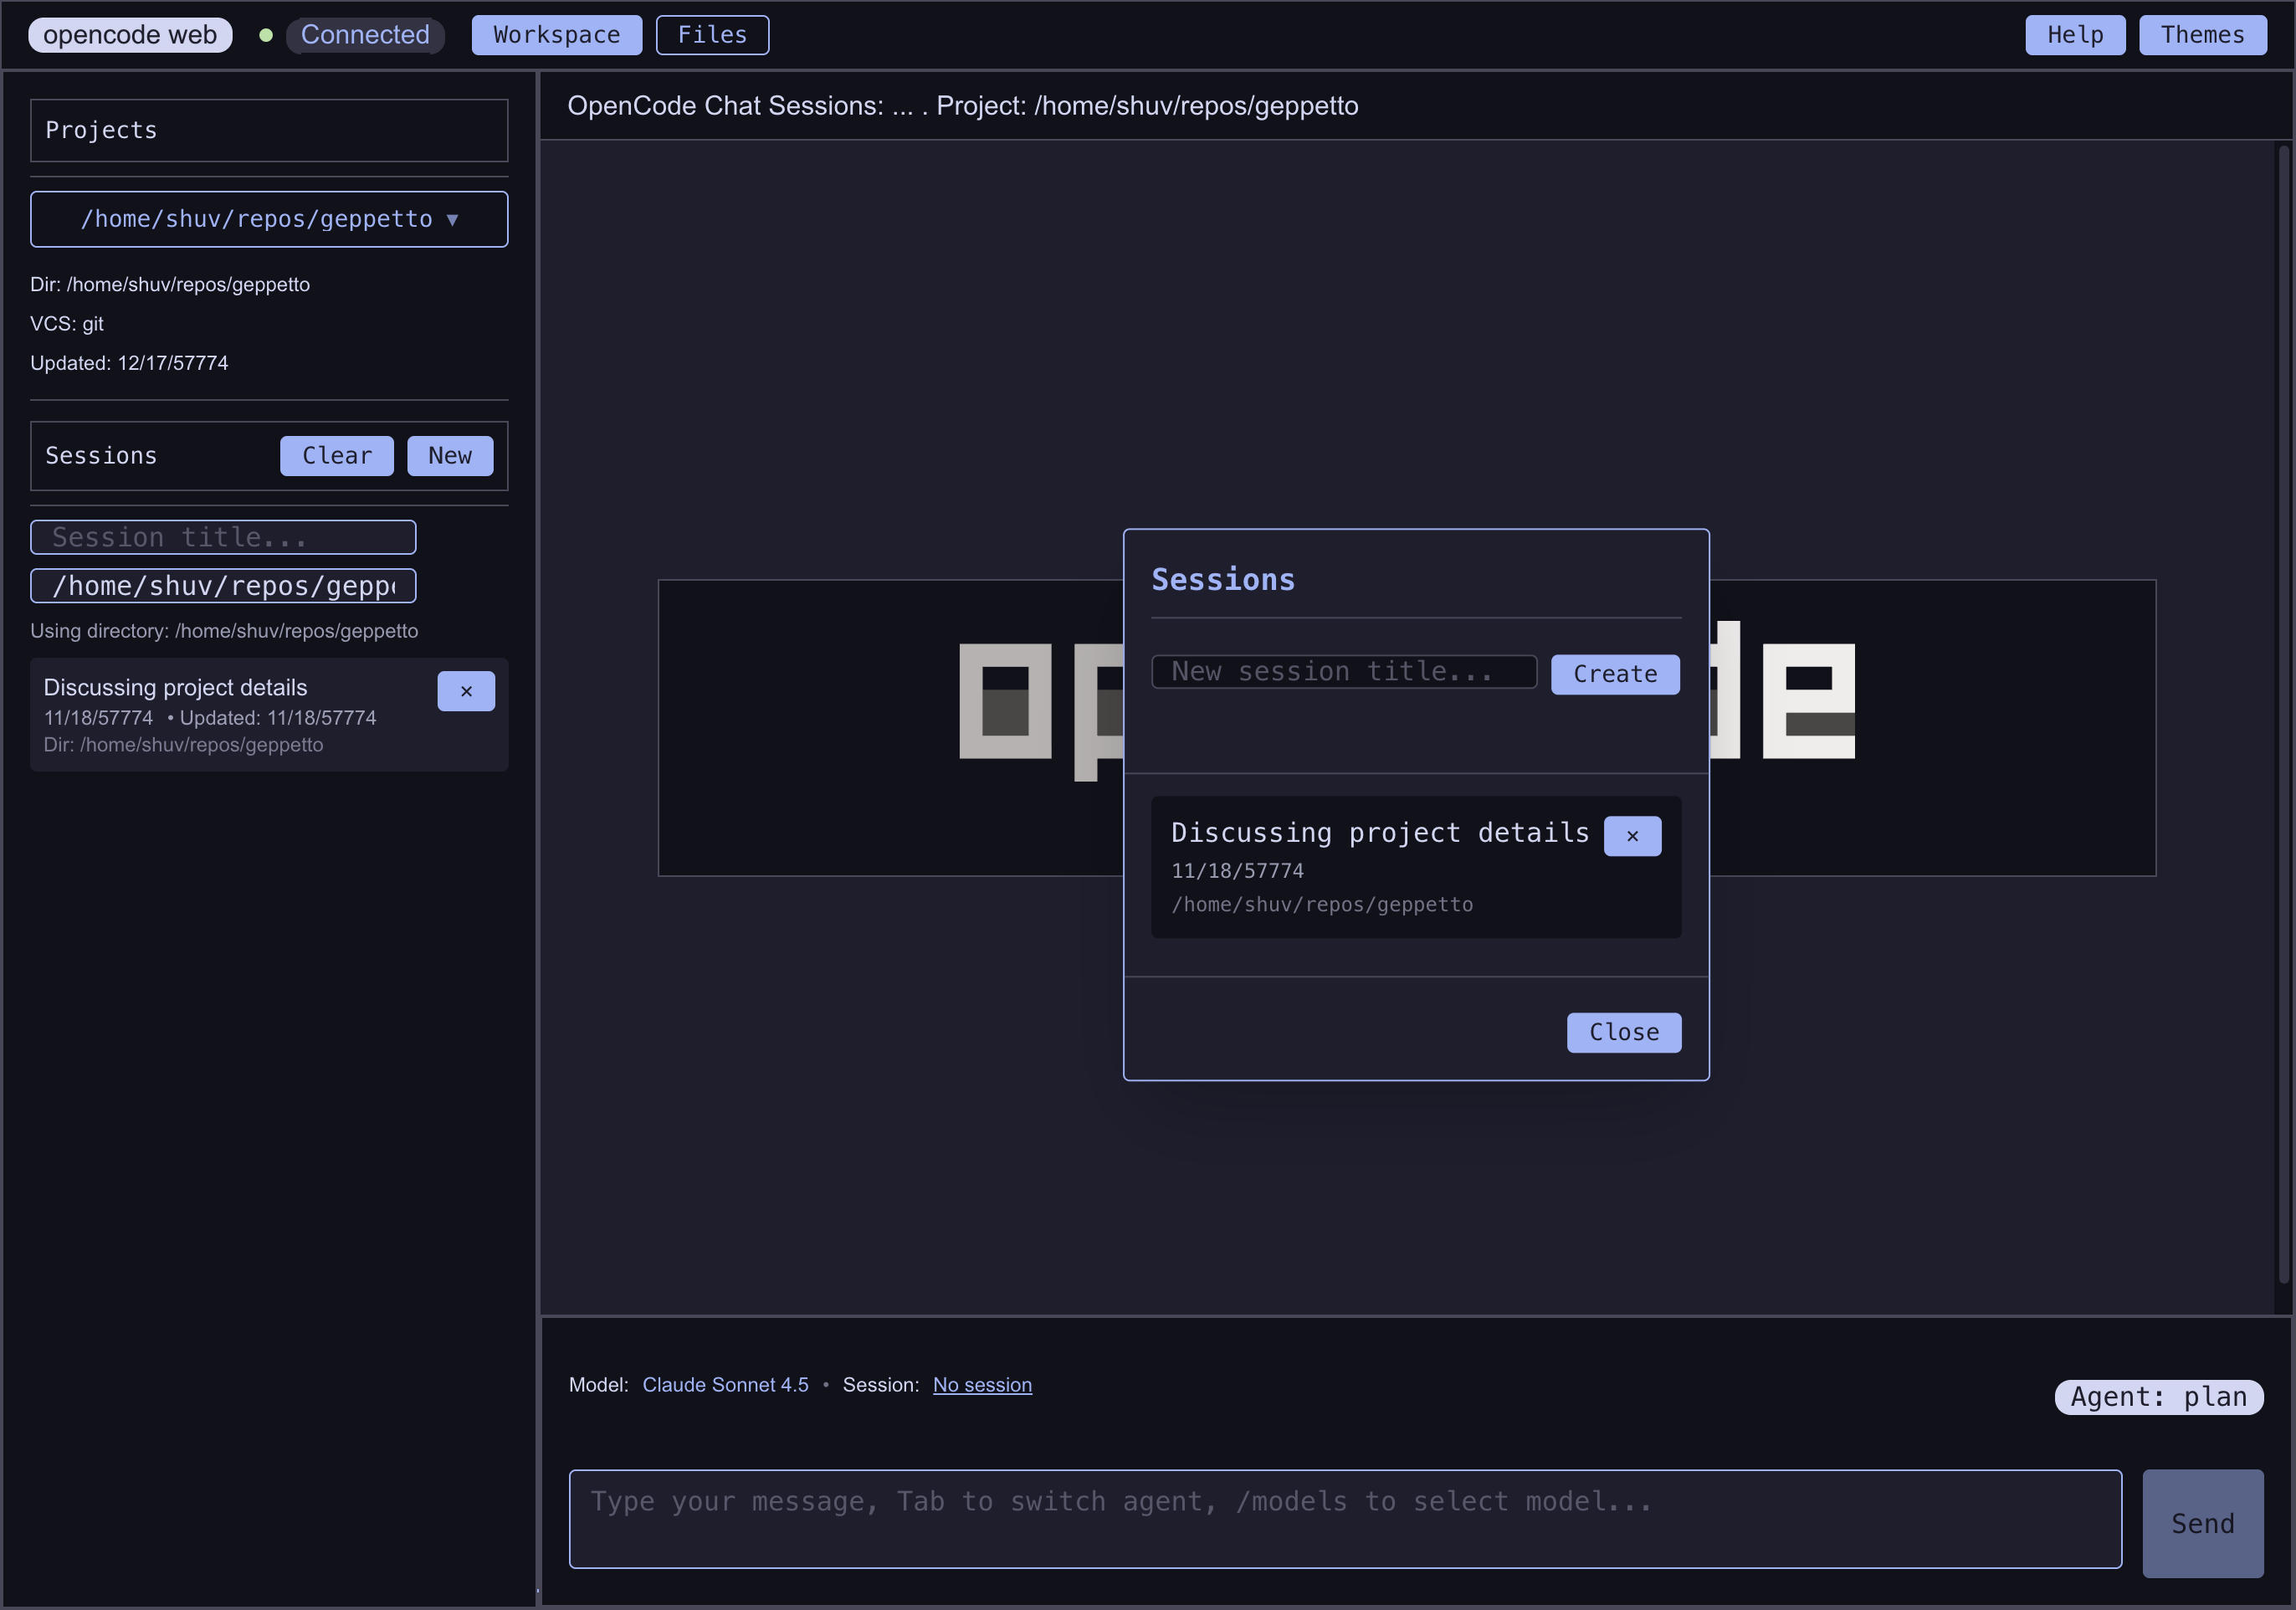 opencode web
Connected
Workspace
Files
Help
Themes
Projects
/home/shuv/repos/geppetto ▼
Dir: /home/shuv/repos/geppetto
VCS: git
Updated: 12/17/57774
Sessions
Clear
New
Session title...
/home/shuv/repos/gepp
Using directory: /home/shuv/repos/geppetto
Discussing project details
×
11/18/57774 • Updated: 11/18/57774
Dir: /home/shuv/repos/geppetto
OpenCode Chat Sessions: ... . Project: /home/shuv/repos/geppetto
op
de
Sessions
New session title...
Create
Discussing project details
×
11/18/57774
/home/shuv/repos/geppetto
Close
Model: Claude Sonnet 4.5 • Session: No session
Agent: plan
Type your message, Tab to switch agent, /models to select model...
Send